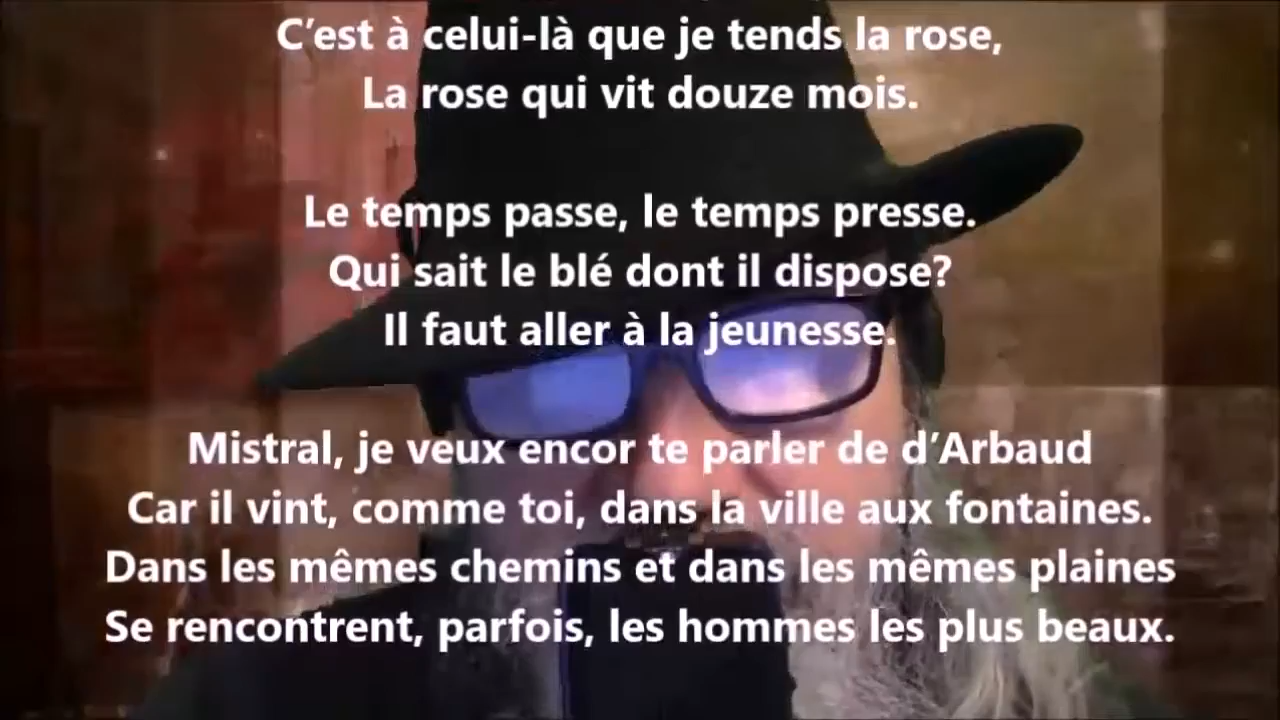 C’est à celui-là que je tends la rose,
La rose qui vit douze mois.
Le temps passe, le temps presse.
Qui sait le blé dont il dispose?
Il faut aller à la jeunesse.
Mistral, je veux encor te parler de d’Arbaud
Car il vint, comme toi, dans la ville aux fontaines.
Dans les mêmes chemins et dans les mêmes plaines
Se rencontrent, parfois, les hommes les plus beaux.